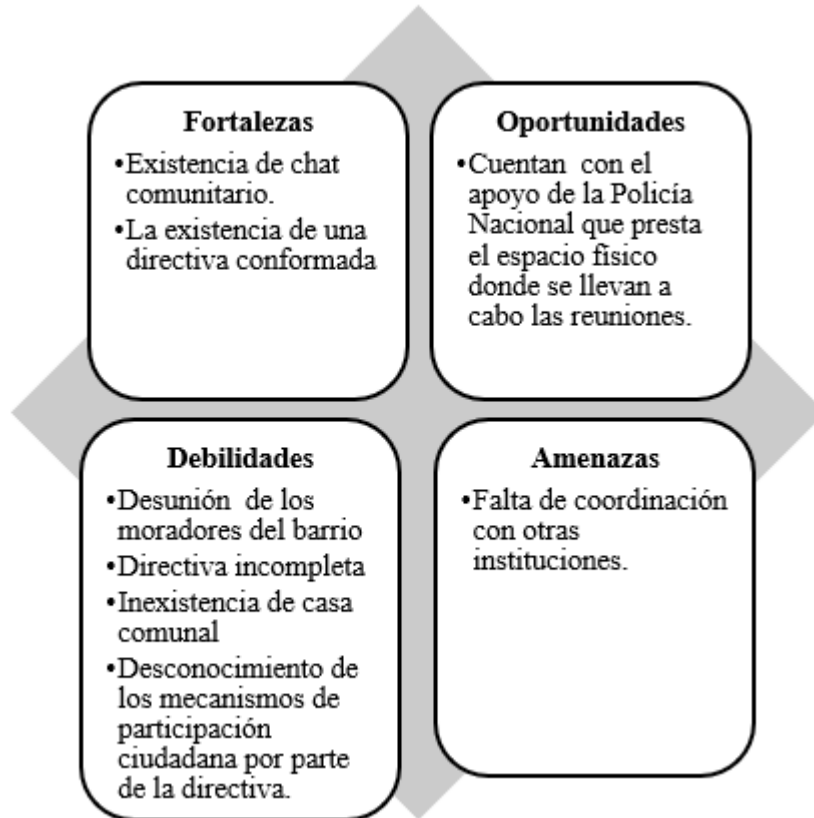 Fortalezas
•Existencia de chat
comunitario.
•La existencia de una
directiva conformada
Oportunidades
•Cuentan  con el
apoyo de la Policía
Nacional que presta
el espacio físico
donde se llevan a
cabo las reuniones.
Debilidades
•Desunión  de los
moradores del barrio
•Directiva incompleta
•Inexistencia de casa
comunal
•Desconocimiento de
los mecanismos de
participación
ciudadana por parte
de la directiva.
Amenazas
•Falta de coordinación
con otras
instituciones.